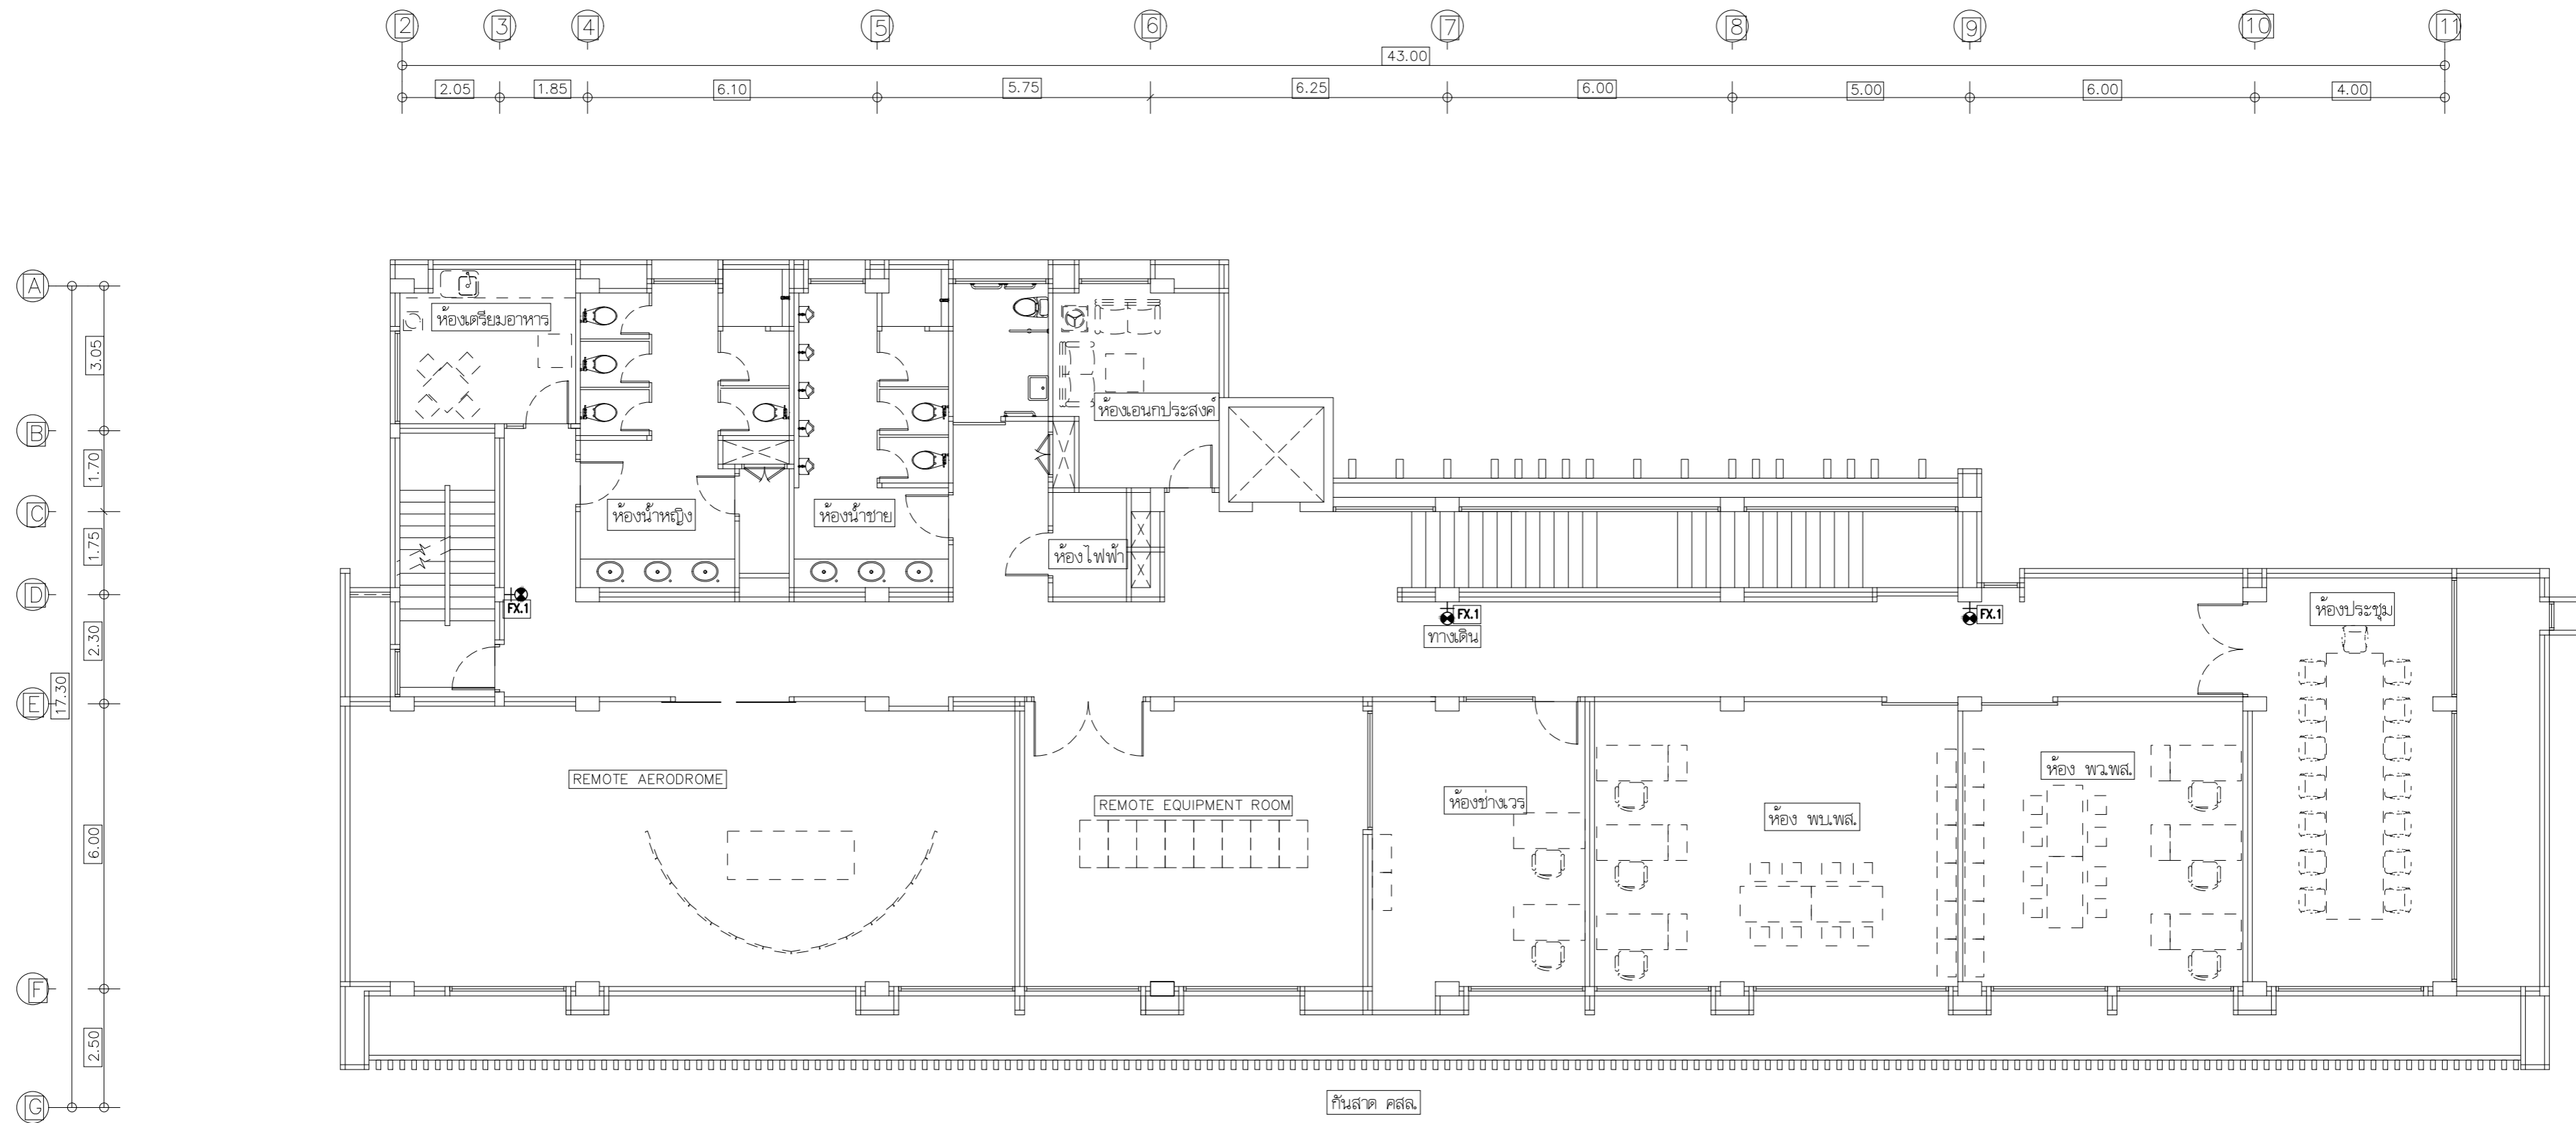 2 3 4 5 6 7 8 9 10 11
43.00
2.05 1.85 6.10 5.75 6.25 6.00 5.00 6.00 4.00
A
ห้องเตรียมอาหาร
3.05
ห้องเอนกประสงค์
B
1.70
C
ห้องน้ำหญิง
ห้องน้ำชาย
1.75
ห้องไฟฟ้า
D
FX.1
FX.1
FX.1
ห้องประชุม
2.30
ทางเดิน
17.30
E
REMOTE AERODROME
REMOTE EQUIPMENT ROOM
ห้องช่างเวร
ห้อง พบ.พส.
ห้อง พว.พส.
6.00
F
2.50
G
กันสาด คสล.